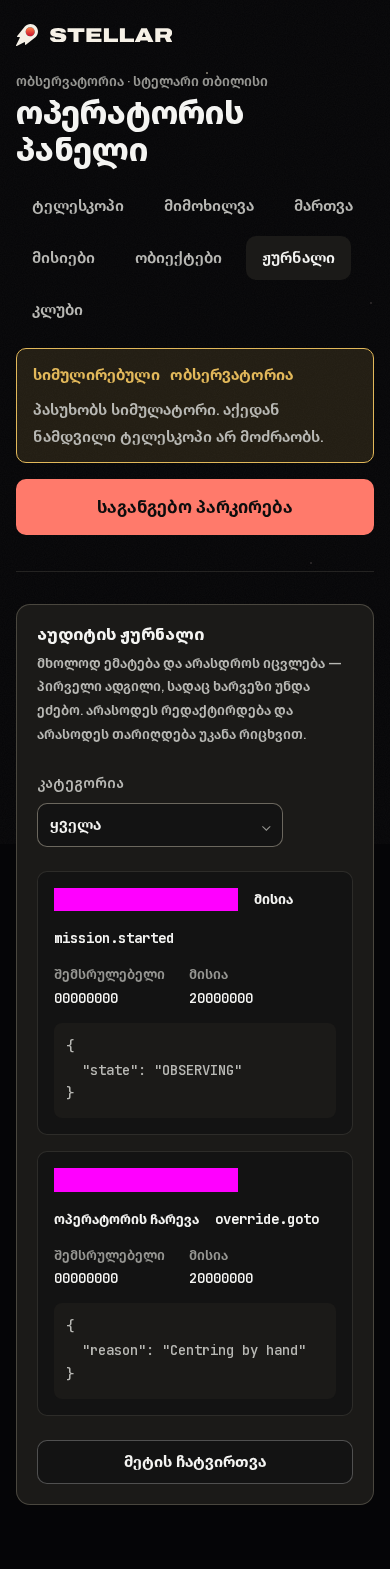 STELLAR
ობსერვატორია · სტელარი თბილისი
ოპერატორის
პანელი
ტელესკოპი მიმოხილვა მართვა
მისიები ობიექტები ჟურნალი
კლუბი
სიმულირებული ობსერვატორია
პასუხობს სიმულატორი. აქედან
ნამდვილი ტელესკოპი არ მოძრაობს.
საგანგებო პარკირება
აუდიტის ჟურნალი
მხოლოდ ემატება და არასდროს იცვლება —
პირველი ადგილი, სადაც ხარვეზი უნდა
ეძებო. არასოდეს რედაქტირდება და
არასოდეს თარიღდება უკანა რიცხვით.
კატეგორია
ყველა
მისია
mission.started
შემსრულებელი მისია
00000000 20000000
{
"state": "OBSERVING"
}
ოპერატორის ჩარევა override.goto
შემსრულებელი მისია
00000000 20000000
{
"reason": "Centring by hand"
}
მეტის ჩატვირთვა